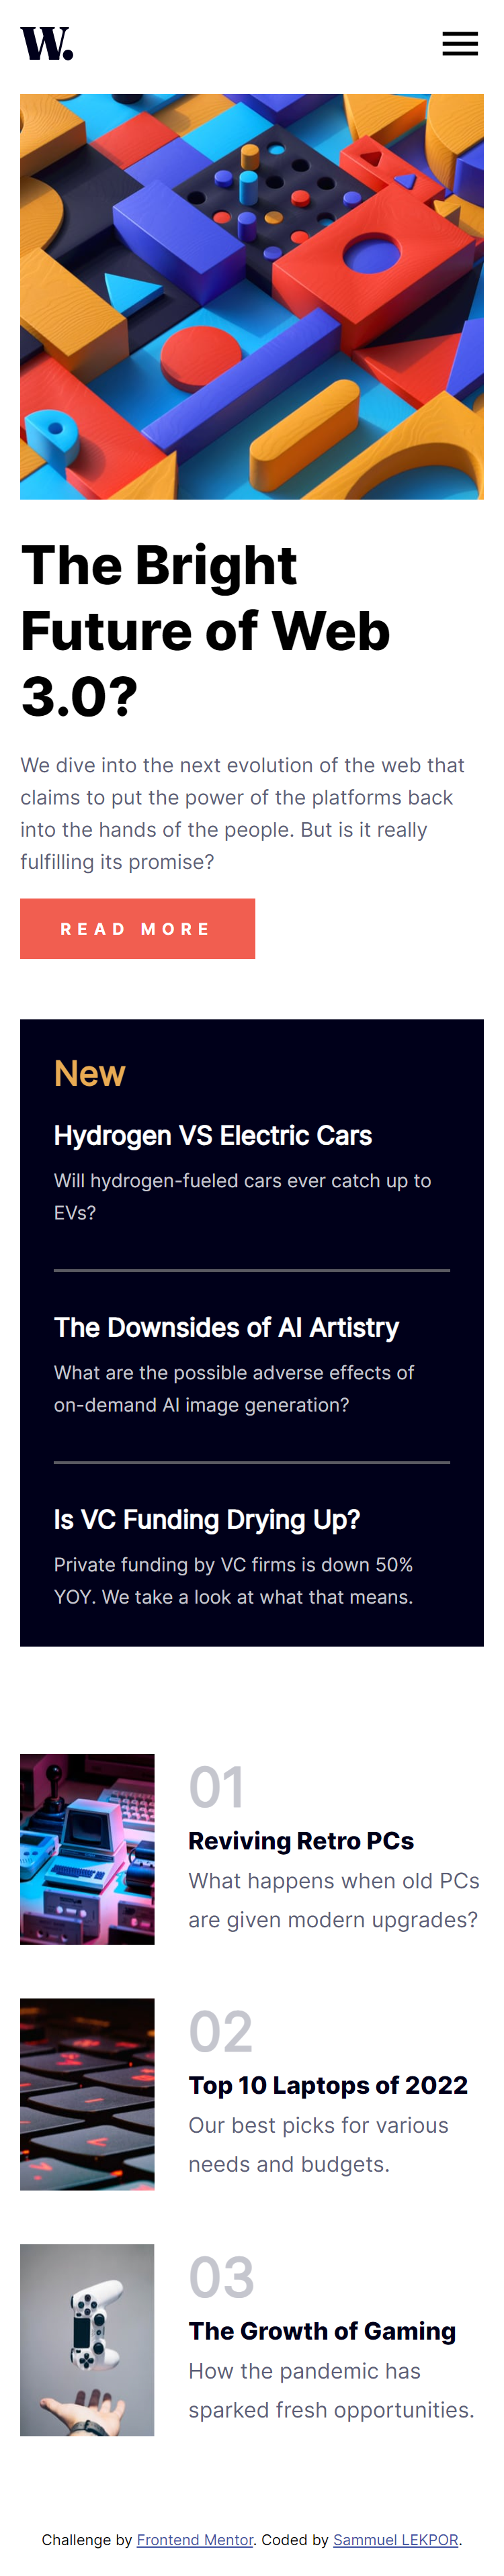 W.
The Bright
Future of Web
3.0?
We dive into the next evolution of the web that
claims to put the power of the platforms back
into the hands of the people. But is it really
fulfilling its promise?
READ MORE
New
Hydrogen VS Electric Cars
Will hydrogen-fueled cars ever catch up to
EVs?
The Downsides of AI Artistry
What are the possible adverse effects of
on-demand AI image generation?
Is VC Funding Drying Up?
Private funding by VC firms is down 50%
YOY. We take a look at what that means.
01
Reviving Retro PCs
What happens when old PCs
are given modern upgrades?
02
Top 10 Laptops of 2022
Our best picks for various
needs and budgets.
03
The Growth of Gaming
How the pandemic has
sparked fresh opportunities.
Challenge by Frontend Mentor. Coded by Sammuel LEKPOR.